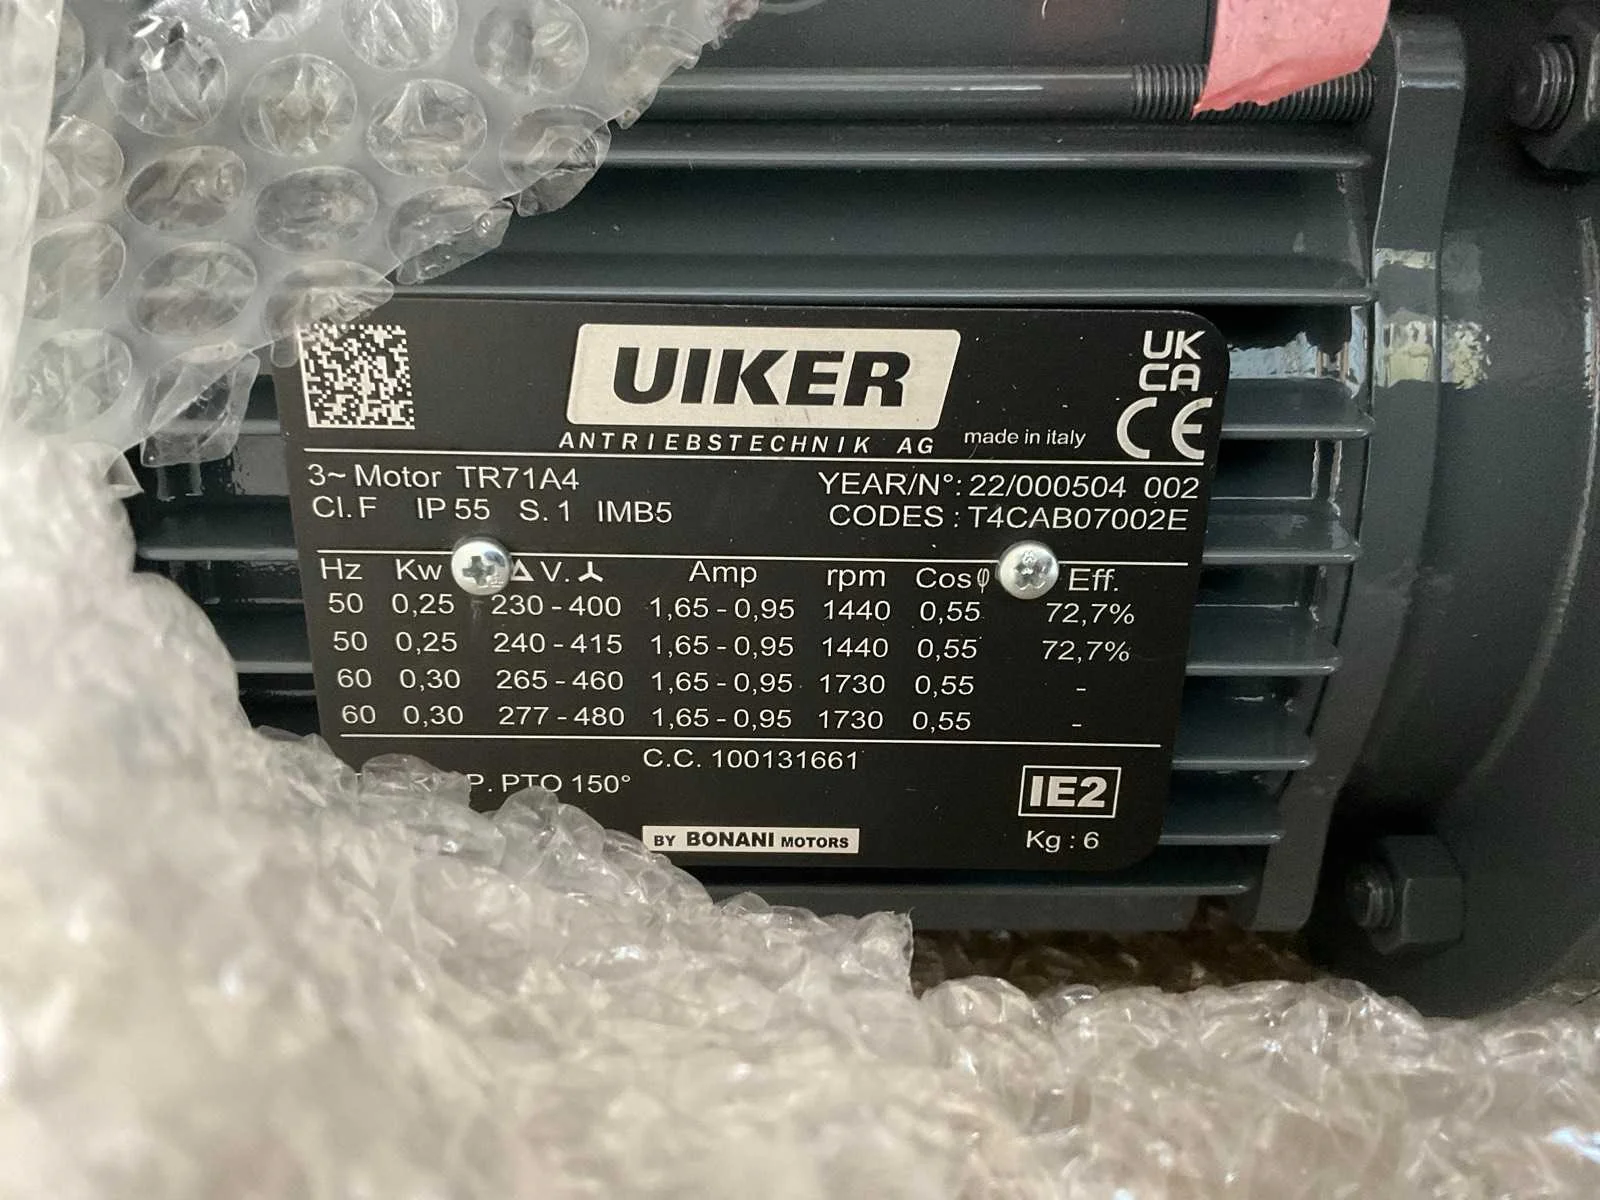 UIKER
ANTRIEBSTECHNIK AG
made in italy
UK
CA
CE
3~ Motor TR71A4
YEAR/N°: 22/000504 002
Cl. F IP 55 S. 1 IMB5
CODES : T4CAB07002E
Hz Kw Δ V. Amp rpm Cosφ Eff.
50 0,25 230 - 400 1,65 - 0,95 1440 0,55 72,7%
50 0,25 240 - 415 1,65 - 0,95 1440 0,55 72,7%
60 0,30 265 - 460 1,65 - 0,95 1730 0,55 -
60 0,30 277 - 480 1,65 - 0,95 1730 0,55 -
C.C. 100131661
P. PTO 150°
IE2
BY BONANI MOTORS
Kg : 6